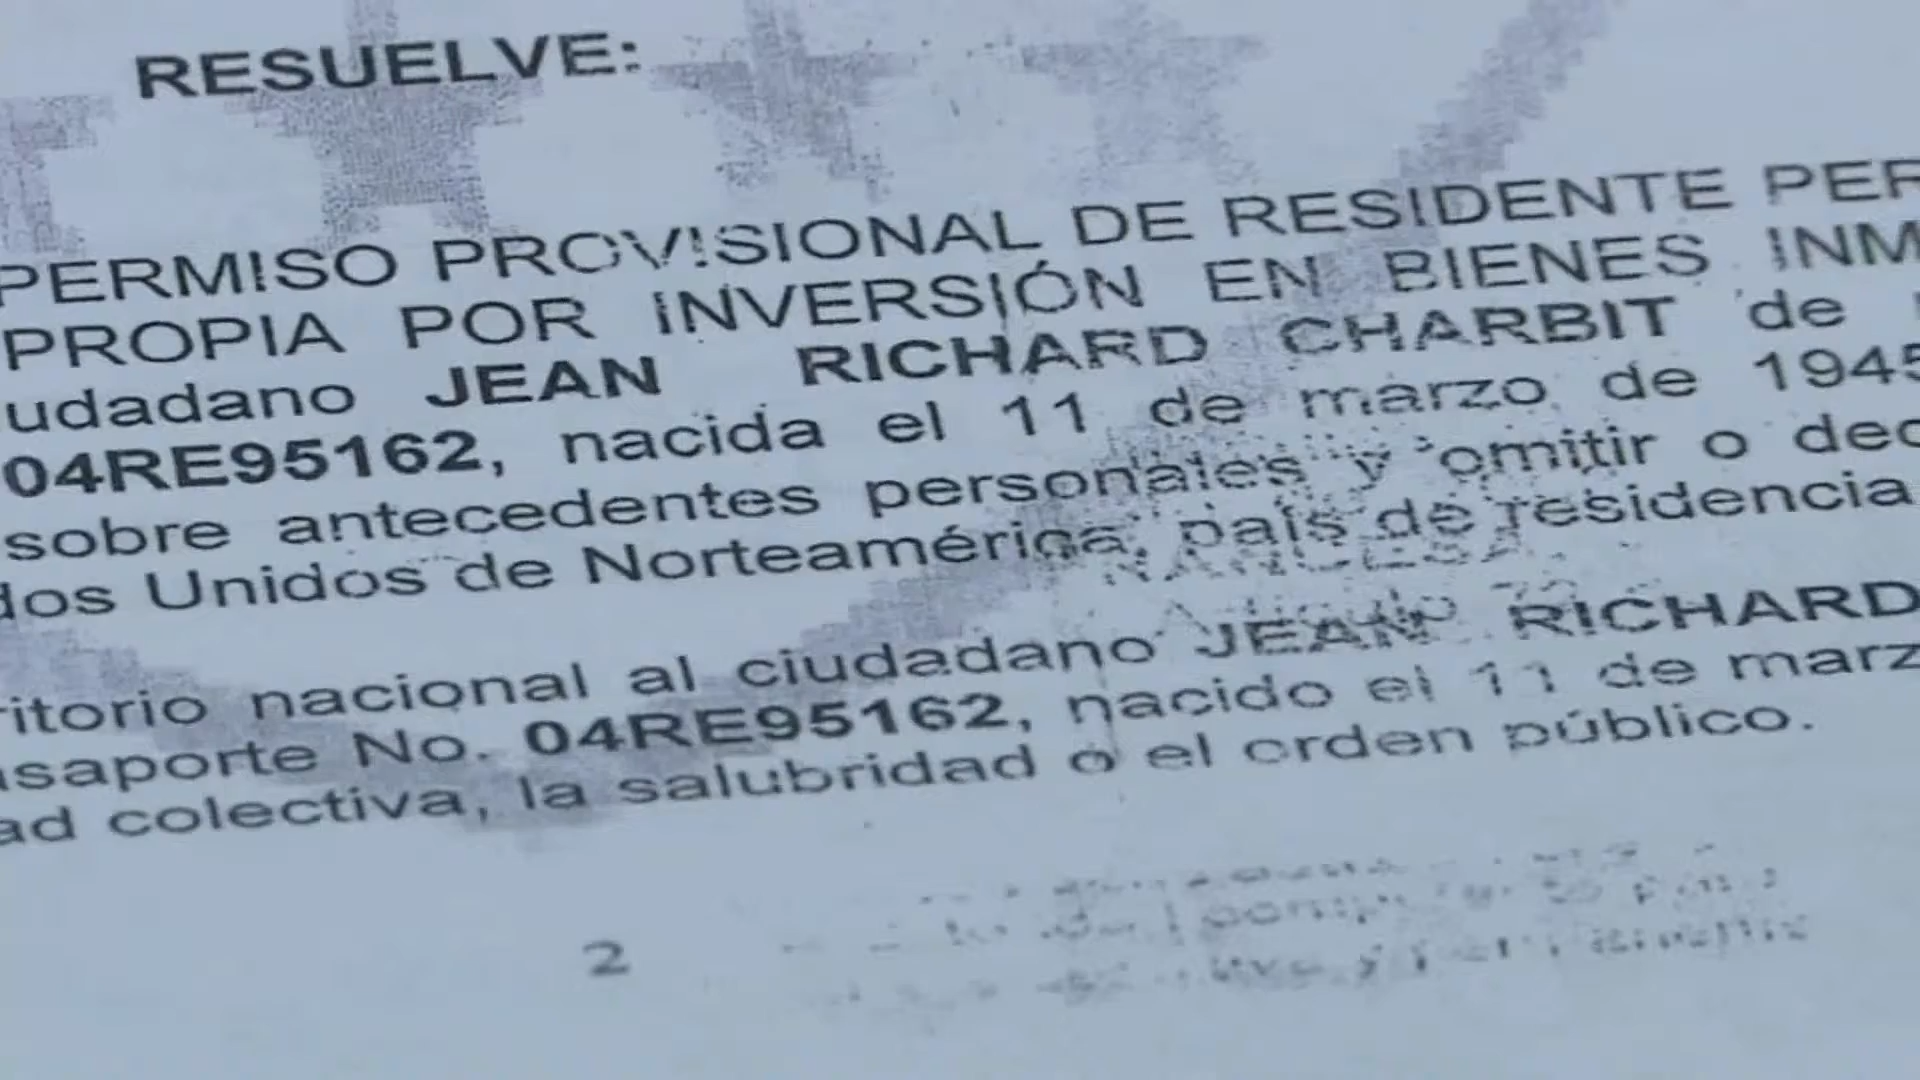 RESUELVE:
PERMISO PROVISIONAL DE RESIDENTE PER
PROPIA POR INVERSIÓN EN BIENES INM
udadano JEAN RICHARD CHARBIT de
04RE95162, nacida el 11 de marzo de 1945
sobre antecedentes personales y omitir o dec
dos Unidos de Norteamérica, país de residencia
ritorio nacional al ciudadano JEAN RICHARD
asaporte No. 04RE95162, nacido el 11 de marz
ad colectiva, la salubridad o el orden público.
2